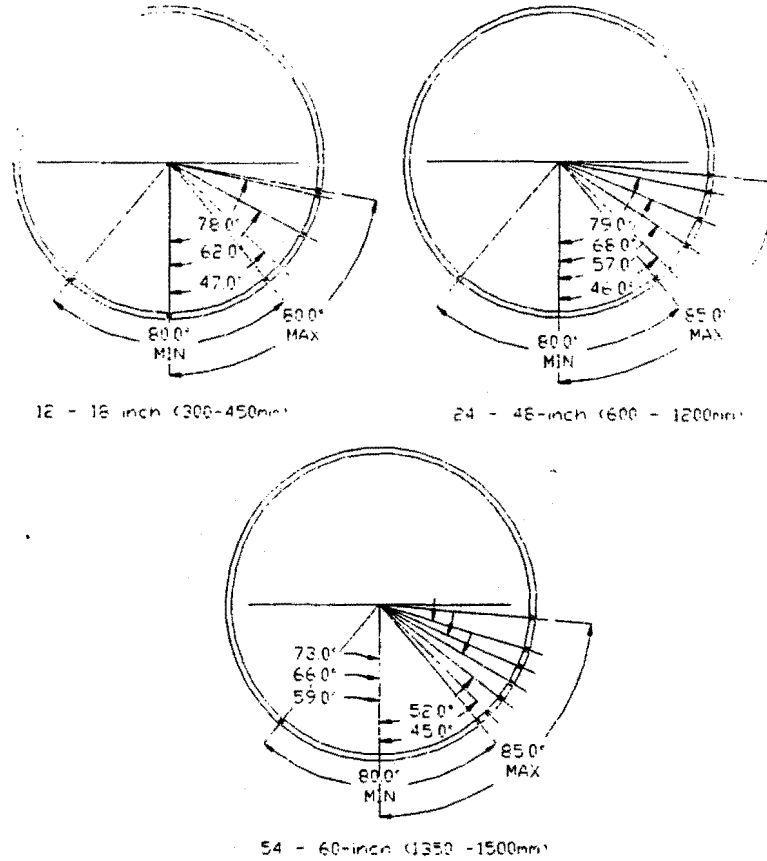 78.0°
62.0°
47.0°
80.0°
MIN
80.0°
MAX
12 - 18 inch (300-450mm)
79.0°
68.0°
57.0°
46.0°
80.0°
MIN
85.0°
MAX
24 - 48-inch (600 - 1200mm)
73.0°
66.0°
59.0°
52.0°
45.0°
80.0°
MIN
85.0°
MAX
54 - 60-inch (1350 -1500mm)